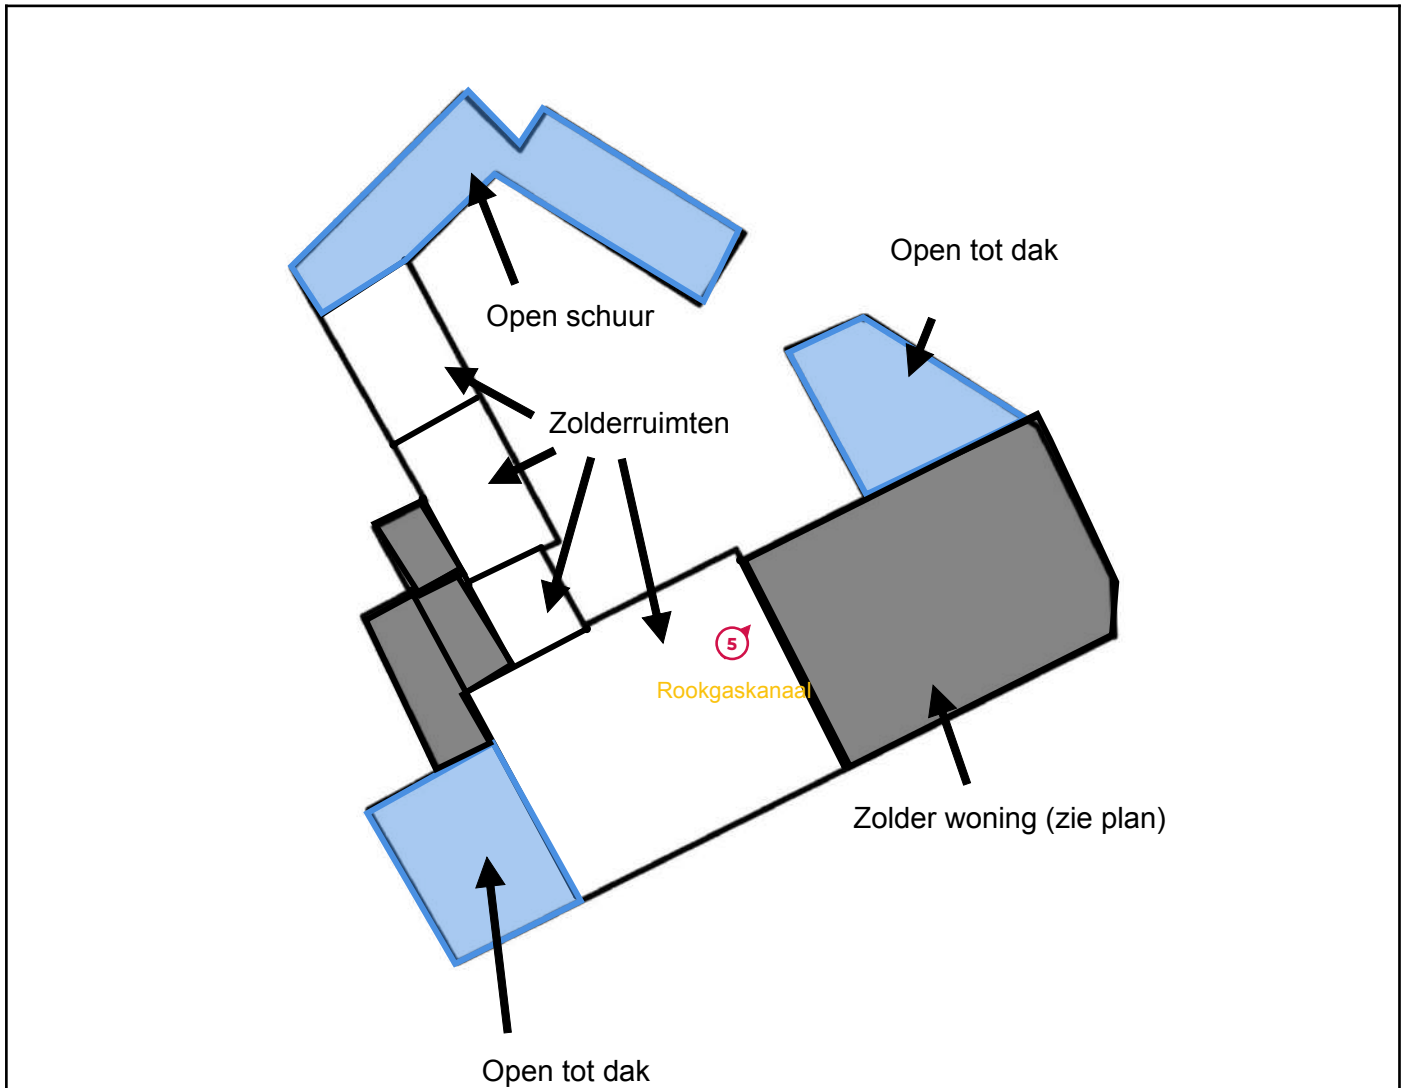 Open tot dak
Open schuur
Zolderruimten
5
Rookgaskanaal
Zolder woning (zie plan)
Open tot dak